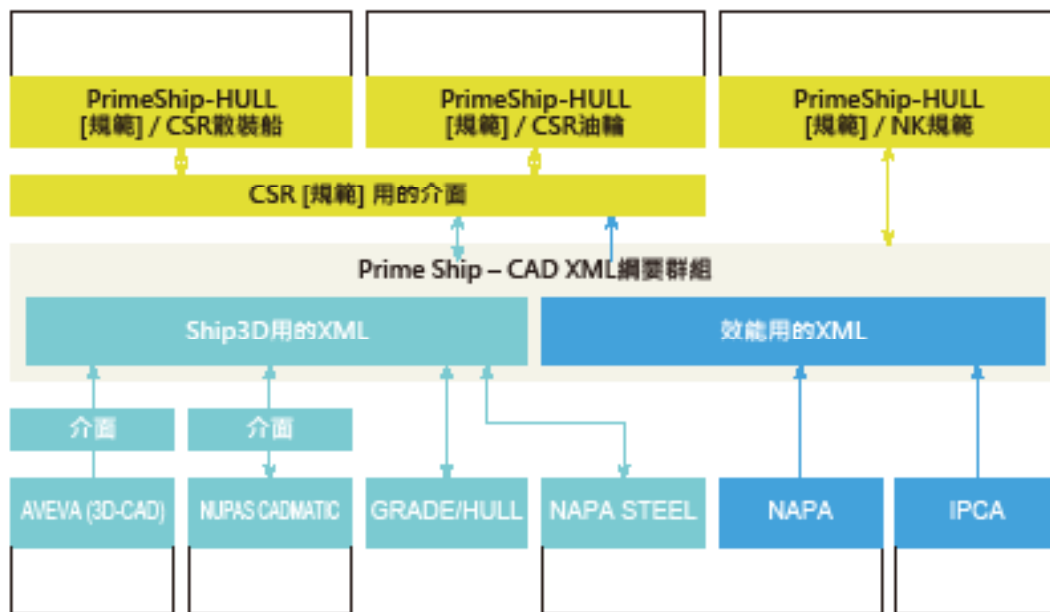 PrimeShip-HULL
[規範] / CSR散裝船
PrimeShip-HULL
[規範] / CSR油輪
PrimeShip-HULL
[規範] / NK規範
CSR [規範] 用的介面
Prime Ship – CAD XML綱要群組
Ship3D用的XML
效能用的XML
介面
介面
AVEVA (3D-CAD)
NUPAS CADMATIC
GRADE/HULL
NAPA STEEL
NAPA
IPCA